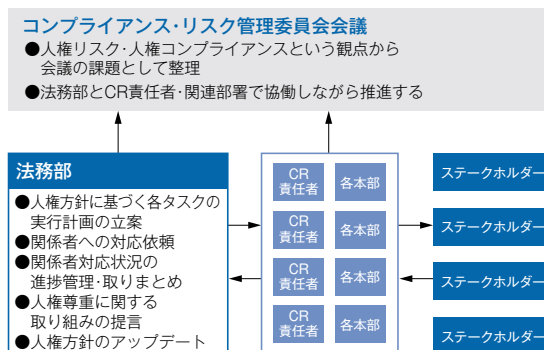 コンプライアンス・リスク管理委員会会議
●人権リスク・人権コンプライアンスという観点から
会議の課題として整理
●法務部とCR責任者・関連部署で協働しながら推進する
法務部
●人権方針に基づく各タスクの
実行計画の立案
●関係者への対応依頼
●関係者対応状況の
進捗管理・取りまとめ
●人権尊重に関する
取り組みの提言
●人権方針のアップデート
CR
責任者
各本部
CR
責任者
各本部
CR
責任者
各本部
CR
責任者
各本部
ステークホルダー
ステークホルダー
ステークホルダー
ステークホルダー